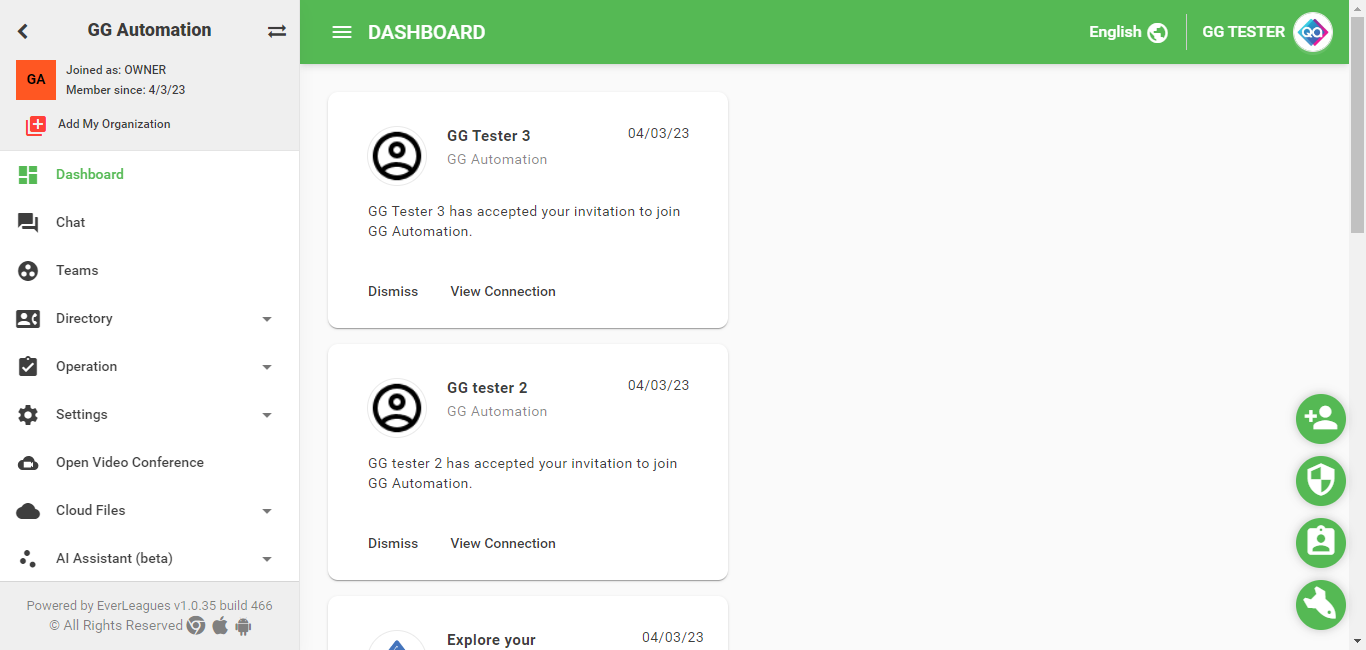 GG Automation
GA
Joined as: OWNER
Member since: 4/3/23
Add My Organization
Dashboard
Chat
Teams
Directory
Operation
Settings
Open Video Conference
Cloud Files
AI Assistant (beta)
Powered by EverLeagues v1.0.35 build 466
© All Rights Reserved
DASHBOARD
English
GG TESTER
QA
GG Tester 3
04/03/23
GG Automation
GG Tester 3 has accepted your invitation to join
GG Automation.
Dismiss View Connection
GG tester 2
04/03/23
GG Automation
GG tester 2 has accepted your invitation to join
GG Automation.
Dismiss View Connection
Explore your
04/03/23